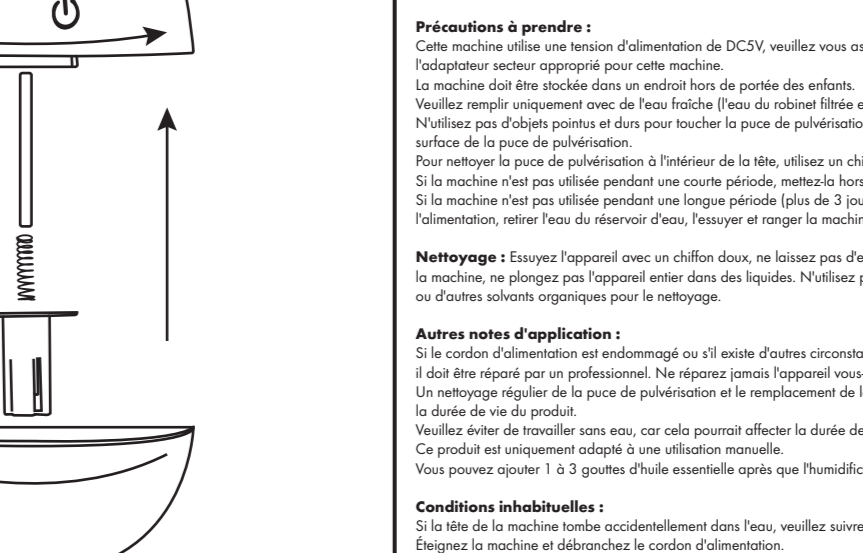 Précautions à prendre :
Cette machine utilise une tension d'alimentation de DC5V, veuillez vous
l'adaptateur secteur approprié pour cette machine.
La machine doit être stockée dans un endroit hors de portée des enfants.
Veuillez remplir uniquement avec de l'eau fraîche (l'eau du robinet filtrée
N'utilisez pas d'objets pointus et durs pour toucher la puce de
surface de la puce de pulvérisation.
Pour nettoyer la puce de pulvérisation à l'intérieur de la tête, utilisez un
Si la machine n'est pas utilisée pendant une courte période, mettez-la hors
Si la machine n'est pas utilisée pendant une longue période (plus de 3
l'alimentation, retirer l'eau du réservoir d'eau, l'essuyer et ranger la
Nettoyage : Essuyez l'appareil avec un chiffon doux, ne laissez pas
la machine, ne plongez pas l'appareil entier dans des liquides. N'utilisez
ou d'autres solvants organiques pour le nettoyage.
Autres notes d'application :
Si le cordon d'alimentation est endommagé ou s'il existe d'autres
il doit être réparé par un professionnel. Ne réparez jamais l'appareil
Un nettoyage régulier de la puce de pulvérisation et le remplacement de
la durée de vie du produit.
Veuillez éviter de travailler sans eau, car cela pourrait affecter la durée de
Ce produit est uniquement adapté à une utilisation manuelle.
Vous pouvez ajouter 1 à 3 gouttes d'huile essentielle après que
Conditions inhabituelles :
Si la tête de la machine tombe accidentellement dans l'eau, veuillez suivre
Éteignez la machine et débranchez le cordon d'alimentation.